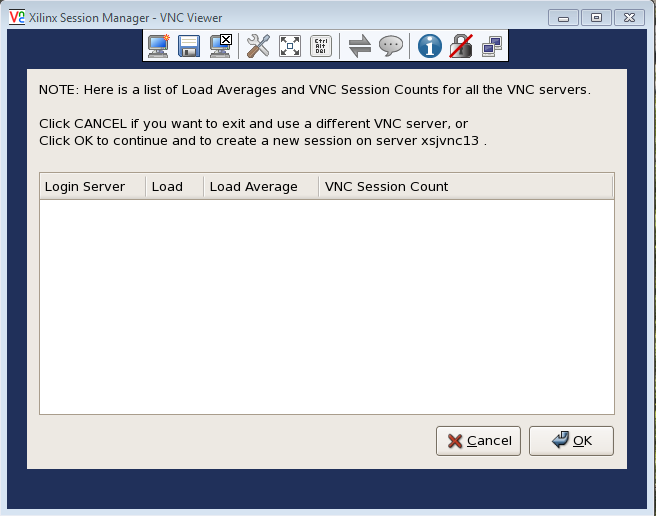 Xilinx Session Manager - VNC Viewer
Ctrl
Alt
Del
NOTE: Here is a list of Load Averages and VNC Session Counts for all the VNC servers.
Click CANCEL if you want to exit and use a different VNC server, or
Click OK to continue and to create a new session on server xsjvnc13 .
Login Server Load Load Average VNC Session Count
Cancel OK